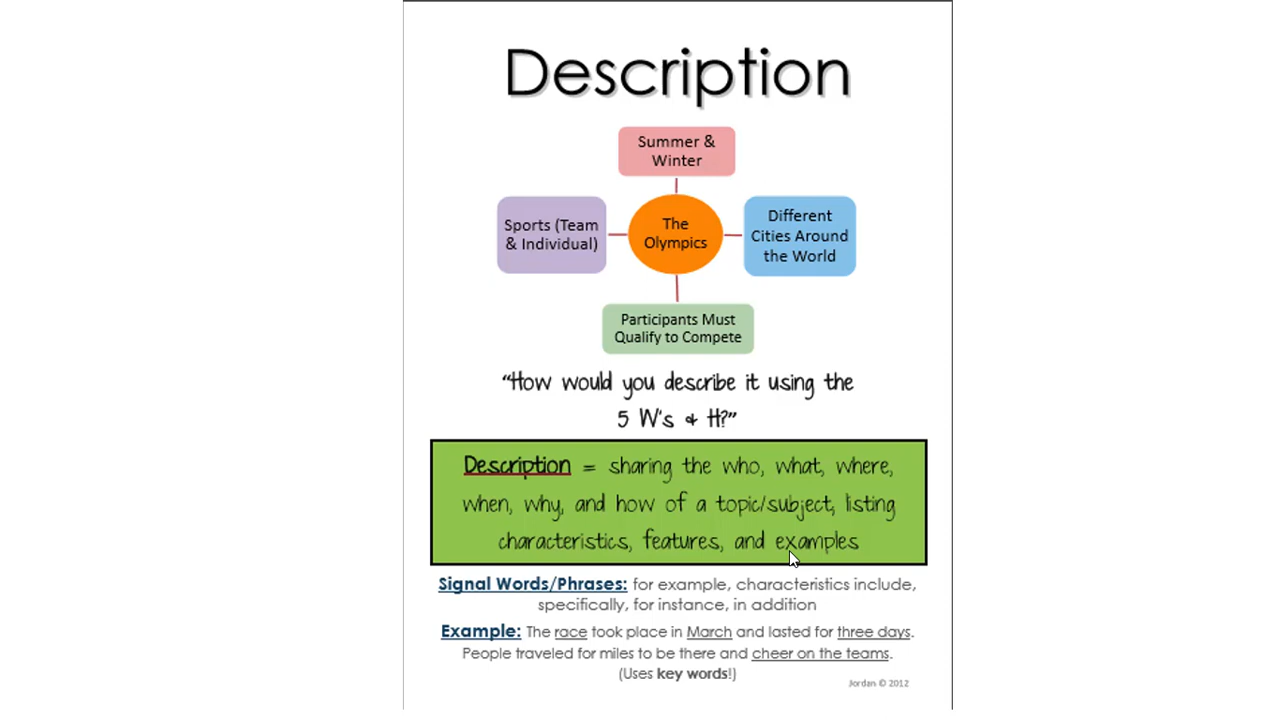 Description
Summer &
Winter
Sports (Team
& Individual)
The
Olympics
Different
Cities Around
the World
Participants Must
Qualify to Compete
“How would you describe it using the
5 W's & H?”
Description = sharing the who, what, where,
when, why, and how of a topic/subject, listing
characteristics, features, and examples
Signal Words/Phrases: for example, characteristics include,
specifically, for instance, in addition
Example: The race took place in March and lasted for three days.
People traveled for miles to be there and cheer on the teams.
(Uses key words!)
Jordan © 2012